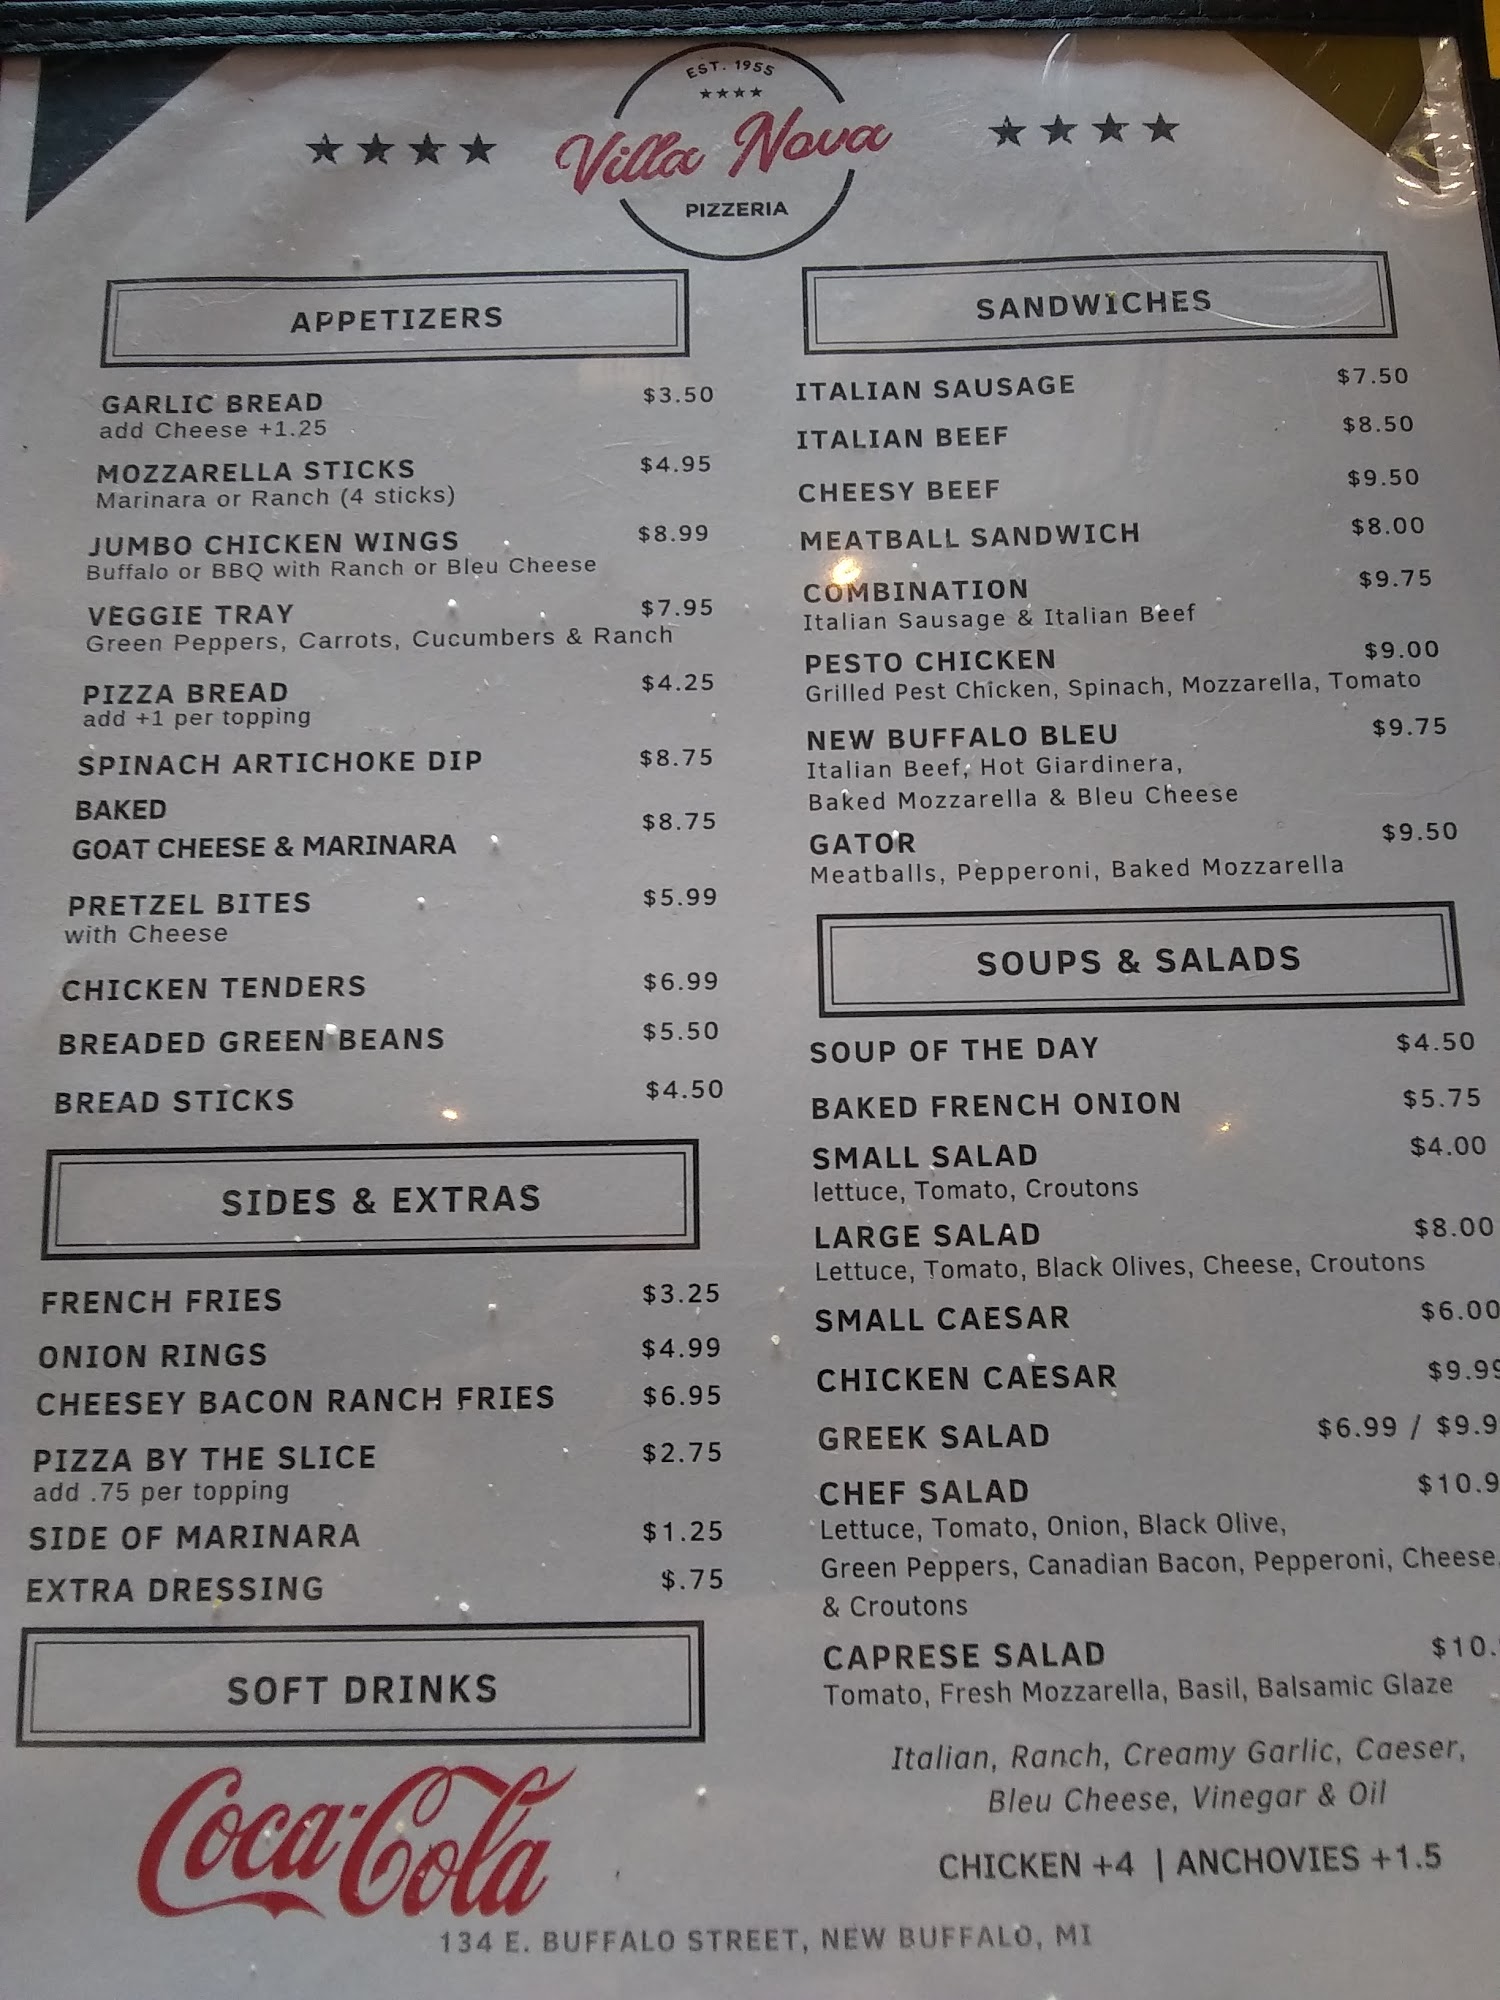 EST. 1955
Villa Nova
PIZZERIA
APPETIZERS
GARLIC BREAD $3.50
add Cheese +1.25
MOZZARELLA STICKS $4.95
Marinara or Ranch (4 sticks)
JUMBO CHICKEN WINGS $8.99
Buffalo or BBQ with Ranch or Bleu Cheese
VEGGIE TRAY $7.95
Green Peppers, Carrots, Cucumbers & Ranch
PIZZA BREAD $4.25
add +1 per topping
SPINACH ARTICHOKE DIP $8.75
BAKED
GOAT CHEESE & MARINARA $8.75
PRETZEL BITES $5.99
with Cheese
CHICKEN TENDERS $6.99
BREADED GREEN BEANS $5.50
BREAD STICKS $4.50
SIDES & EXTRAS
FRENCH FRIES $3.25
ONION RINGS $4.99
CHEESEY BACON RANCH FRIES $6.95
PIZZA BY THE SLICE $2.75
add .75 per topping
SIDE OF MARINARA $1.25
EXTRA DRESSING $.75
SOFT DRINKS
Coca-Cola
SANDWICHES
ITALIAN SAUSAGE $7.50
ITALIAN BEEF $8.50
CHEESY BEEF $9.50
MEATBALL SANDWICH $8.00
COMBINATION $9.75
Italian Sausage & Italian Beef
PESTO CHICKEN $9.00
Grilled Pest Chicken, Spinach, Mozzarella, Tomato
NEW BUFFALO BLEU $9.75
Italian Beef, Hot Giardinera,
Baked Mozzarella & Bleu Cheese
GATOR $9.50
Meatballs, Pepperoni, Baked Mozzarella
SOUPS & SALADS
SOUP OF THE DAY $4.50
BAKED FRENCH ONION $5.75
SMALL SALAD $4.00
lettuce, Tomato, Croutons
LARGE SALAD $8.00
Lettuce, Tomato, Black Olives, Cheese, Croutons
SMALL CAESAR $6.00
CHICKEN CAESAR $9.99
GREEK SALAD $6.99 / $9.9
CHEF SALAD $10.9
Lettuce, Tomato, Onion, Black Olive,
Green Peppers, Canadian Bacon, Pepperoni, Cheese,
& Croutons
CAPRESE SALAD $10.
Tomato, Fresh Mozzarella, Basil, Balsamic Glaze
Italian, Ranch, Creamy Garlic, Caeser,
Bleu Cheese, Vinegar & Oil
CHICKEN +4 | ANCHOVIES +1.5
134 E. BUFFALO STREET, NEW BUFFALO, MI